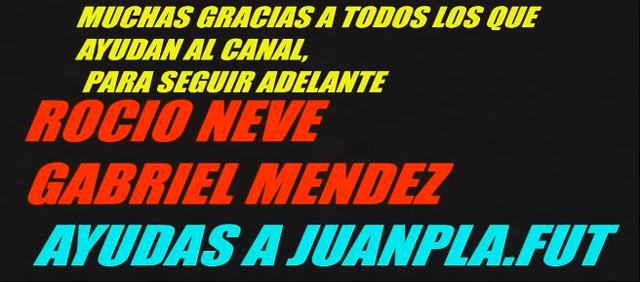 MUCHAS GRACIAS A TODOS LOS QUE
AYUDAN AL CANAL,
PARA SEGUIR ADELANTE
ROCIO NEVE
GABRIEL MENDEZ
AYUDAS A JUANPLA.FUT